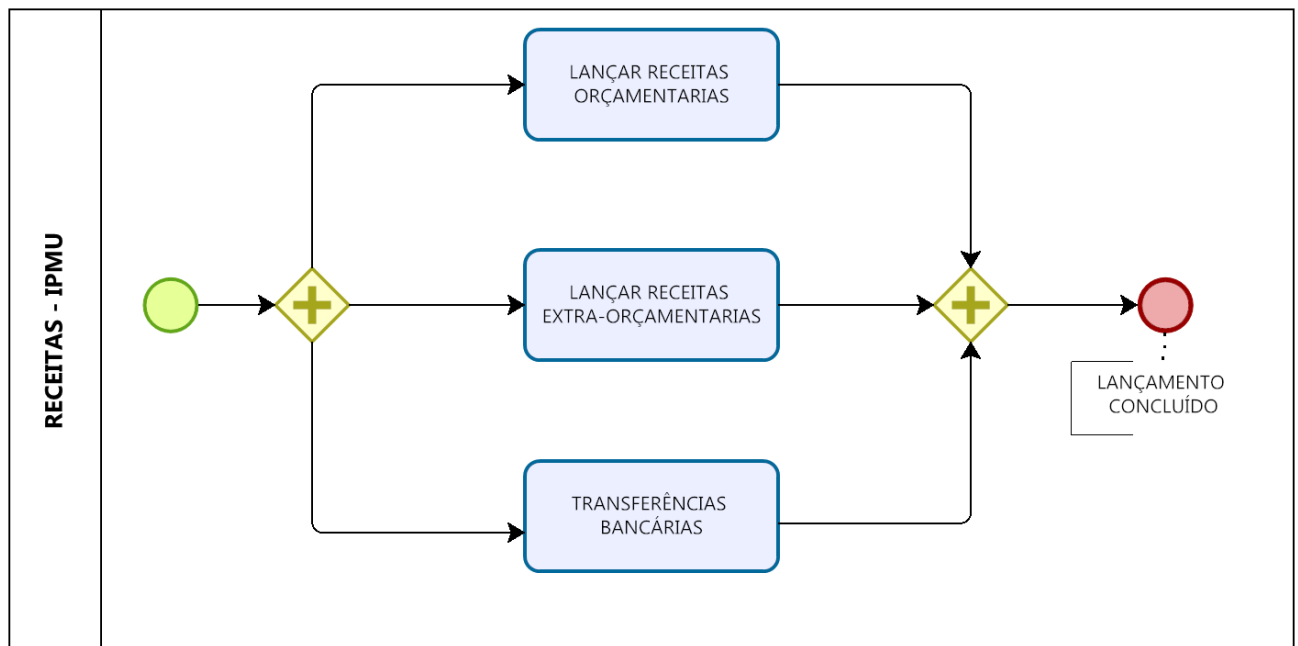 RECEITAS - IPMU
LANÇAR RECEITAS
ORÇAMENTARIAS
LANÇAR RECEITAS
EXTRA-ORÇAMENTARIAS
TRANSFERÊNCIAS
BANCÁRIAS
LANÇAMENTO
CONCLUÍDO